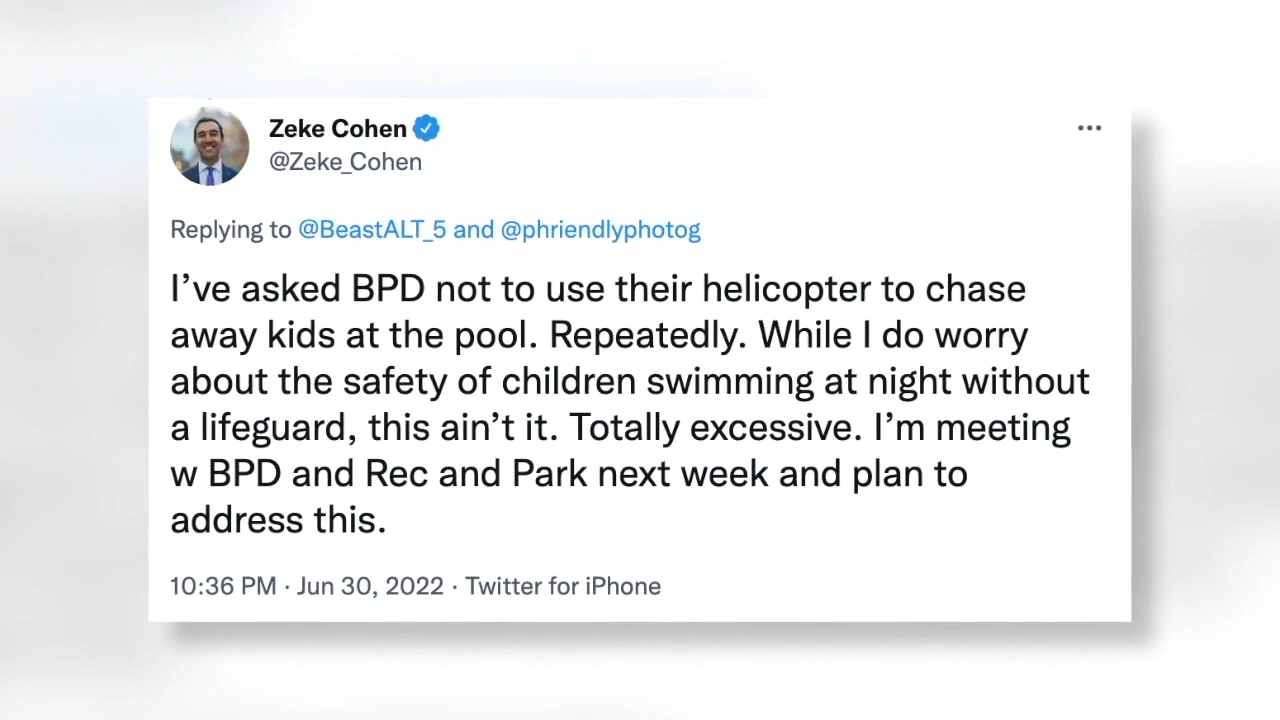 Zeke Cohen
@Zeke_Cohen
Replying to @BeastALT_5 and @phriendlyphotog
I’ve asked BPD not to use their helicopter to chase
away kids at the pool. Repeatedly. While I do worry
about the safety of children swimming at night without
a lifeguard, this ain’t it. Totally excessive. I’m meeting
w BPD and Rec and Park next week and plan to
address this.
10:36 PM · Jun 30, 2022 · Twitter for iPhone